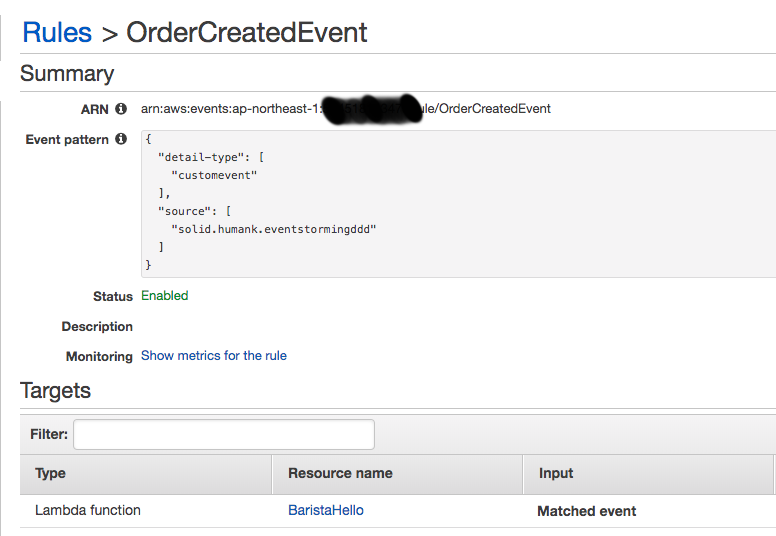 Rules > OrderCreatedEvent
Summary
ARN arn:aws:events:ap-northeast-1: ule/OrderCreatedEvent
Event pattern {
"detail-type": [
"customevent"
],
"source": [
"solid.humank.eventstormingddd"
]
}
Status Enabled
Description
Monitoring Show metrics for the rule
Targets
Filter:
Type Resource name Input
Lambda function BaristaHello Matched event